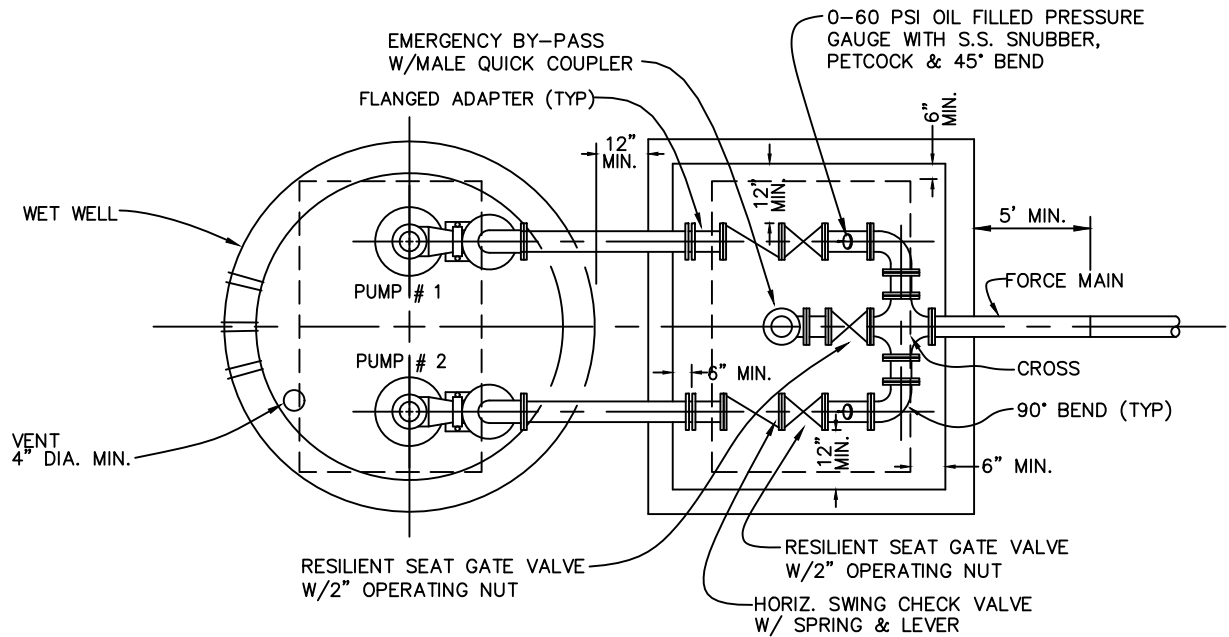 0-60 PSI OIL FILLED PRESSURE
GAUGE WITH S.S. SNUBBER,
PETCOCK & 45° BEND
EMERGENCY BY-PASS
W/MALE QUICK COUPLER
FLANGED ADAPTER (TYP)
6"
MIN.
12"
MIN.
12"
MIN.
WET WELL
5' MIN.
PUMP # 1
FORCE MAIN
PUMP # 2
6" MIN.
CROSS
90° BEND (TYP)
VENT
4" DIA. MIN.
12"
MIN.
6" MIN.
RESILIENT SEAT GATE VALVE
W/2" OPERATING NUT
RESILIENT SEAT GATE VALVE
W/2" OPERATING NUT
HORIZ. SWING CHECK VALVE
W/ SPRING & LEVER